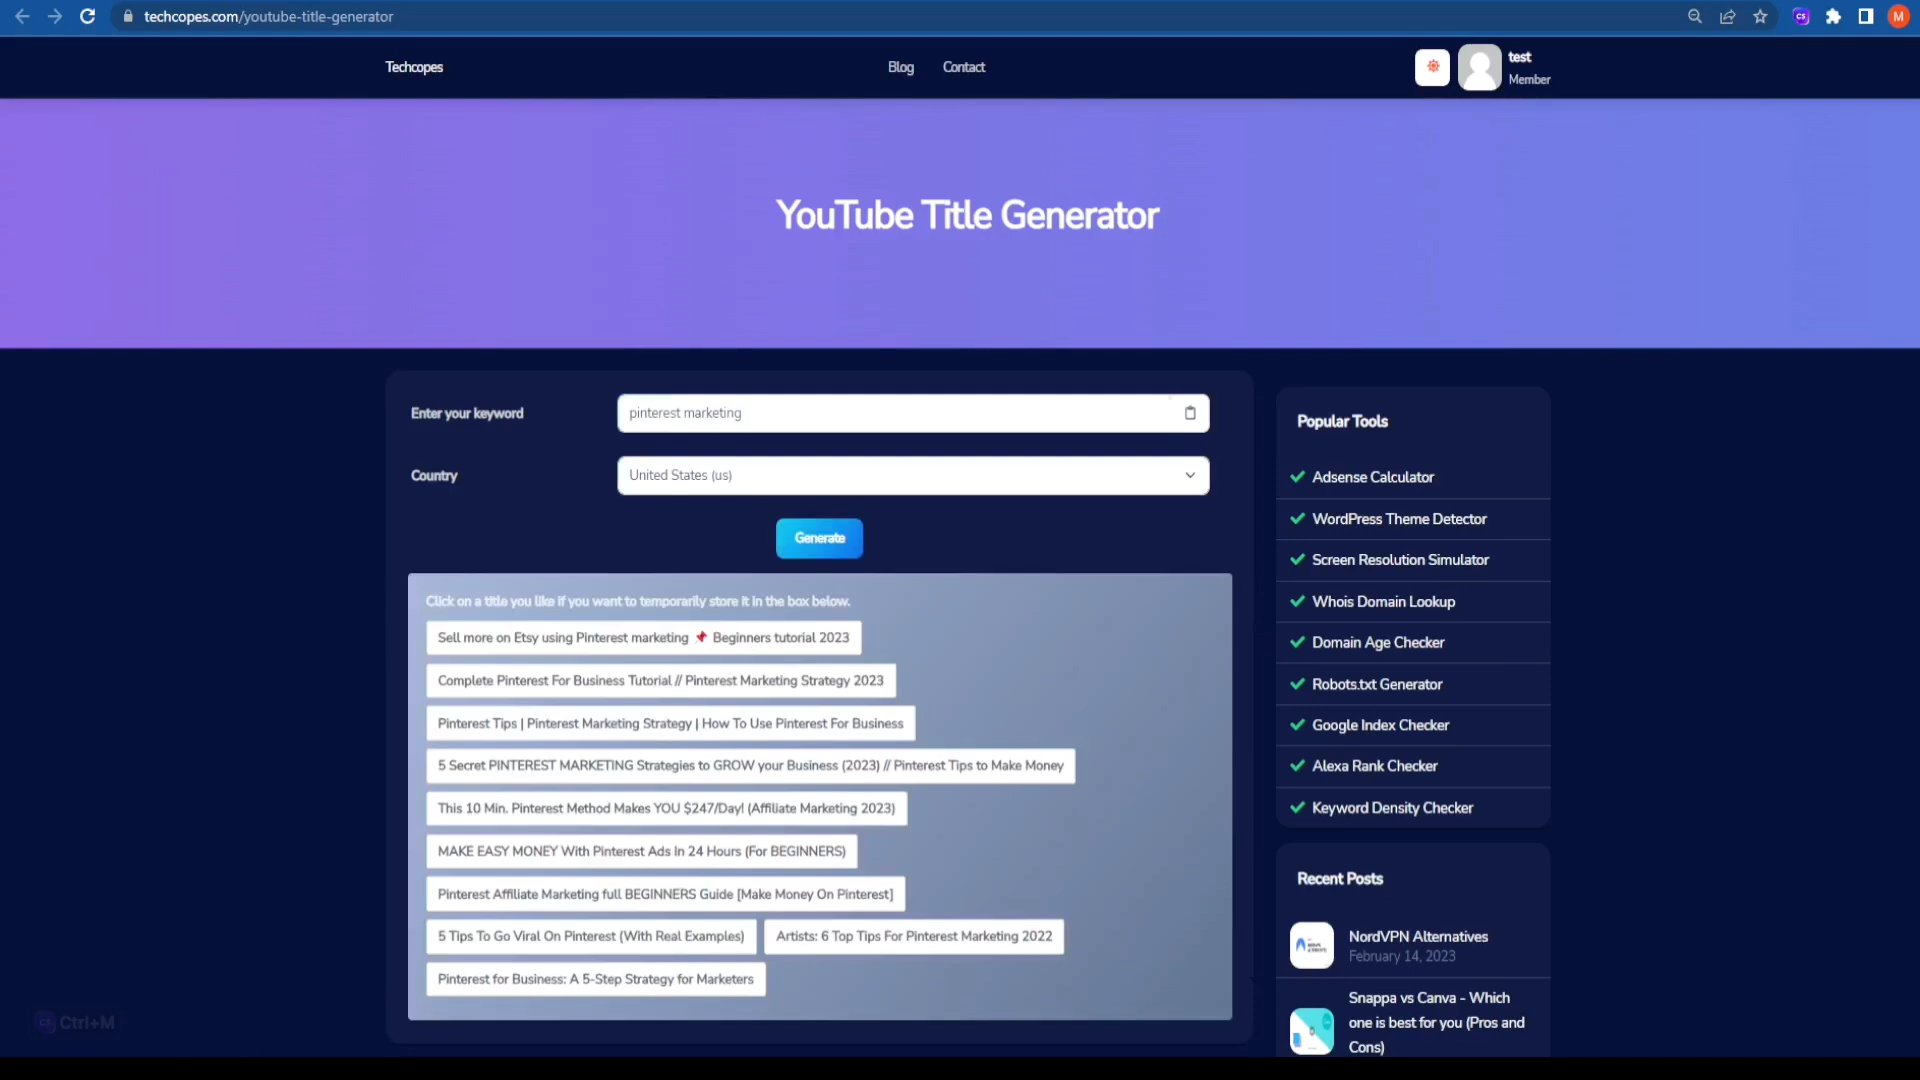 techcopes.com/youtube-title-generator
CS
M
Techcopes
Blog
Contact
test
Member
YouTube Title Generator
Enter your keyword
pinterest marketing
Country
United States (us)
Generate
Click on a title you like if you want to temporarily store it in the box below.
Sell more on Etsy using Pinterest marketing 📌 Beginners tutorial 2023
Complete Pinterest For Business Tutorial // Pinterest Marketing Strategy 2023
Pinterest Tips | Pinterest Marketing Strategy | How To Use Pinterest For Business
5 Secret PINTEREST MARKETING Strategies to GROW your Business (2023) // Pinterest Tips to Make Money
This 10 Min. Pinterest Method Makes YOU $247/Day! (Affiliate Marketing 2023)
MAKE EASY MONEY With Pinterest Ads In 24 Hours (For BEGINNERS)
Pinterest Affiliate Marketing full BEGINNERS Guide [Make Money On Pinterest]
5 Tips To Go Viral On Pinterest (With Real Examples)
Artists: 6 Top Tips For Pinterest Marketing 2022
Pinterest for Business: A 5-Step Strategy for Marketers
Popular Tools
Adsense Calculator
WordPress Theme Detector
Screen Resolution Simulator
Whois Domain Lookup
Domain Age Checker
Robots.txt Generator
Google Index Checker
Alexa Rank Checker
Keyword Density Checker
Recent Posts
NordVPN Alternatives
February 14, 2023
Snappa vs Canva - Which
one is best for you (Pros and
Cons)
Ctrl+M